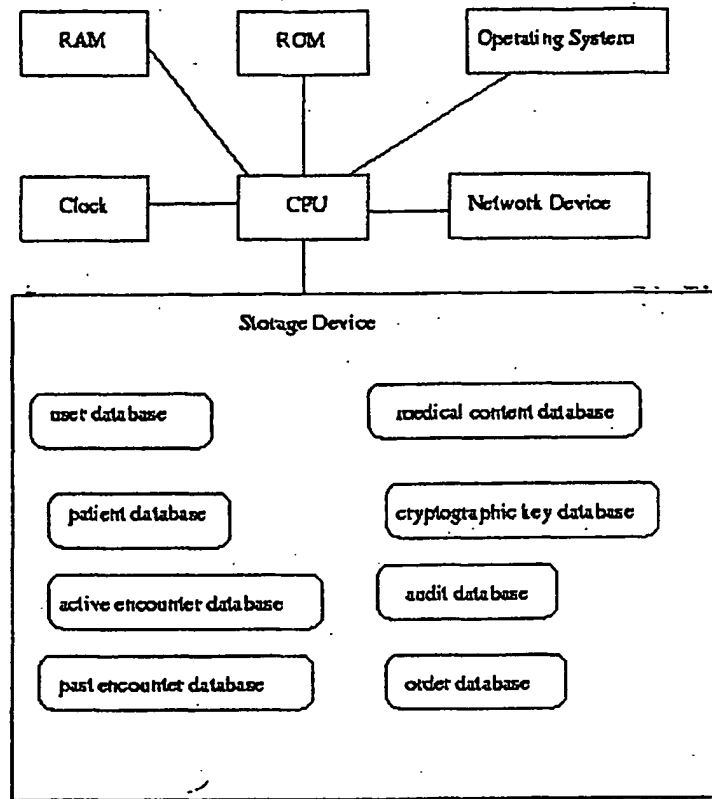 RAM
ROM
Operating System
Clock
CPU
Network Device
Storage Device
user database
medical content database
patient database
cryptographic key database
active encounter database
audit database
past encounter database
order database